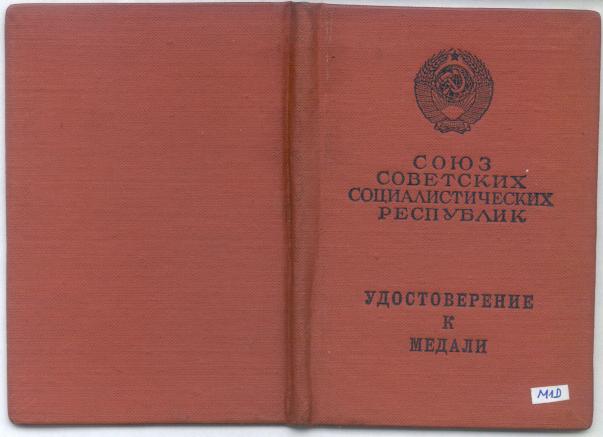 СОЮЗ
СОВЕТСКИХ
СОЦИАЛИСТИЧЕСКИХ
РЕСПУБЛИК
УДОСТОВЕРЕНИЕ
К
МЕДАЛИ
M1D